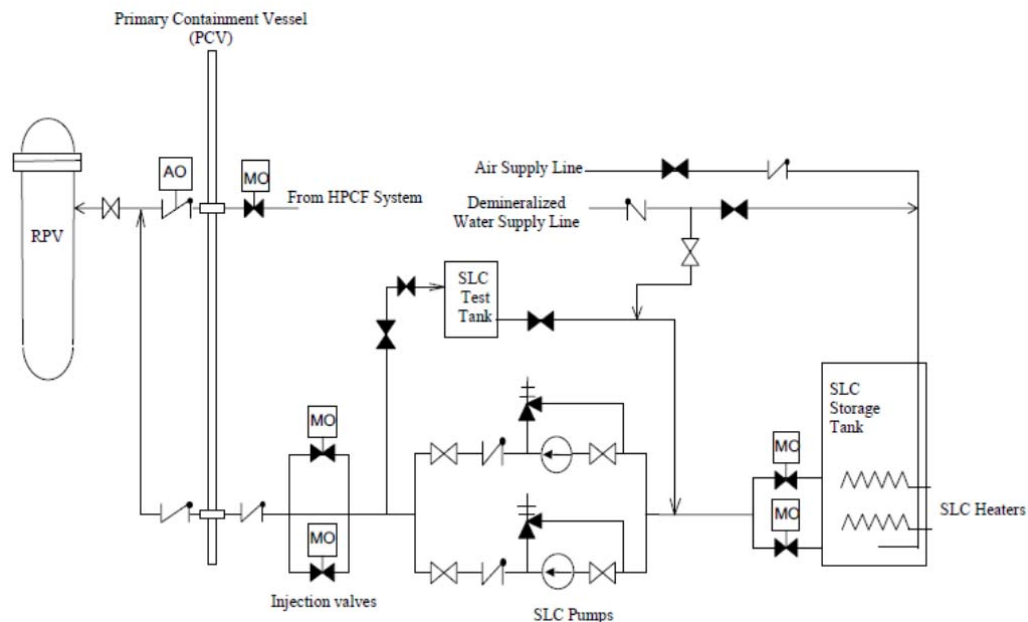 Primary Containment Vessel
(PCV)
AO
MO
From HPCF System
RPV
Air Supply Line
Demineralized
Water Supply Line
SLC
Test
Tank
MO
MO
Injection valves
SLC Pumps
MO
MO
SLC
Storage
Tank
SLC Heaters